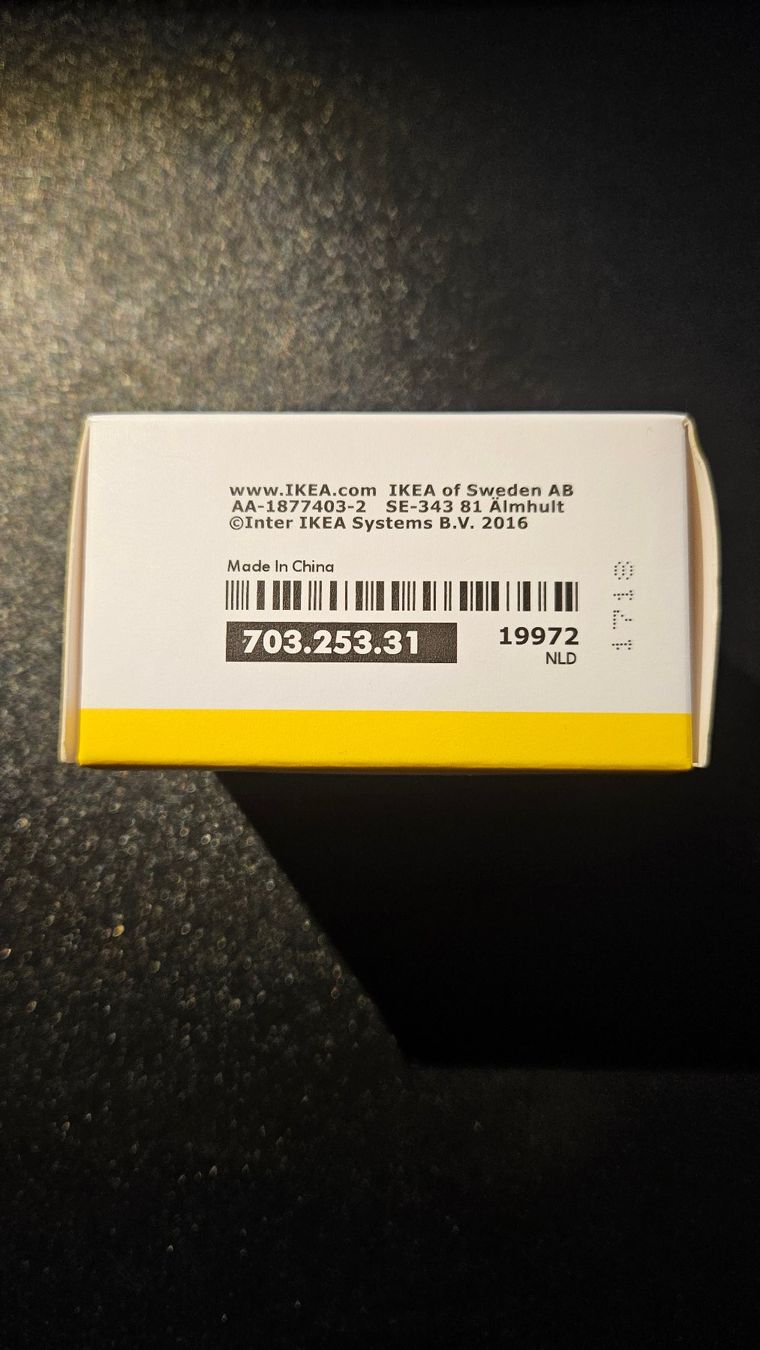 www.IKEA.com IKEA of Sweden AB
AA-1877403-2 SE-343 81 Älmhult
©Inter IKEA Systems B.V. 2016
Made In China
703.253.31
19972
NLD
1718